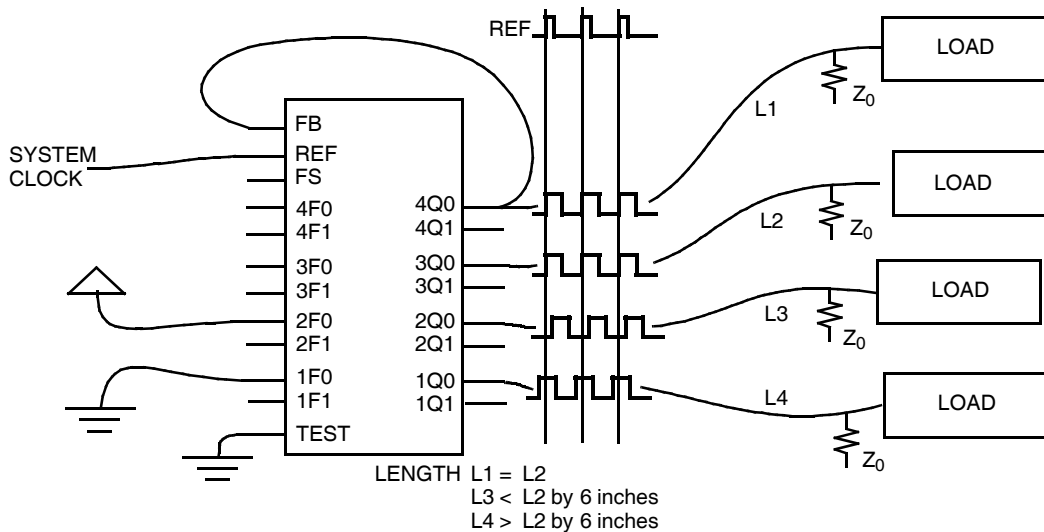 REF
LOAD
Z0
L1
FB
SYSTEM
CLOCK
REF
FS
4F0
4Q0
4F1
4Q1
LOAD
L2
Z0
3F0
3Q0
3F1
3Q1
LOAD
2F0
2Q0
L3
2F1
2Q1
Z0
1F0
1Q0
L4
LOAD
1F1
1Q1
TEST
Z0
LENGTH L1 = L2
L3 < L2 by 6 inches
L4 > L2 by 6 inches